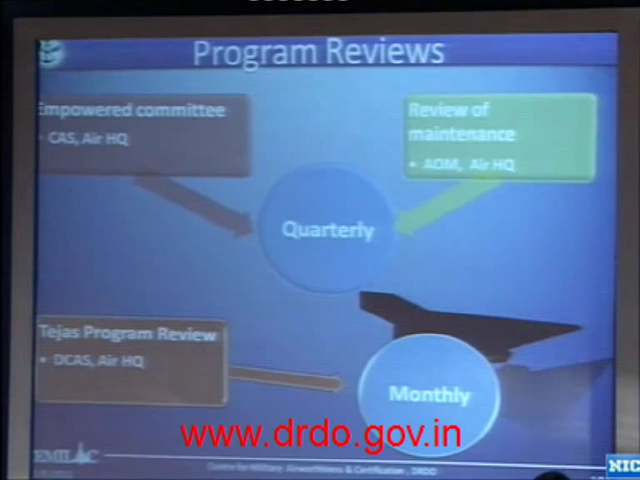 Program Reviews
Empowered committee
• CAS, Air HQ
Review of
maintenance
• AOM, Air HQ
Quarterly
Tejas Program Review
• DCAS, Air HQ
Monthly
www.drdo.gov.in
CEMILAC
Centre for Military Airworthiness & Certification, DRDO
NIC